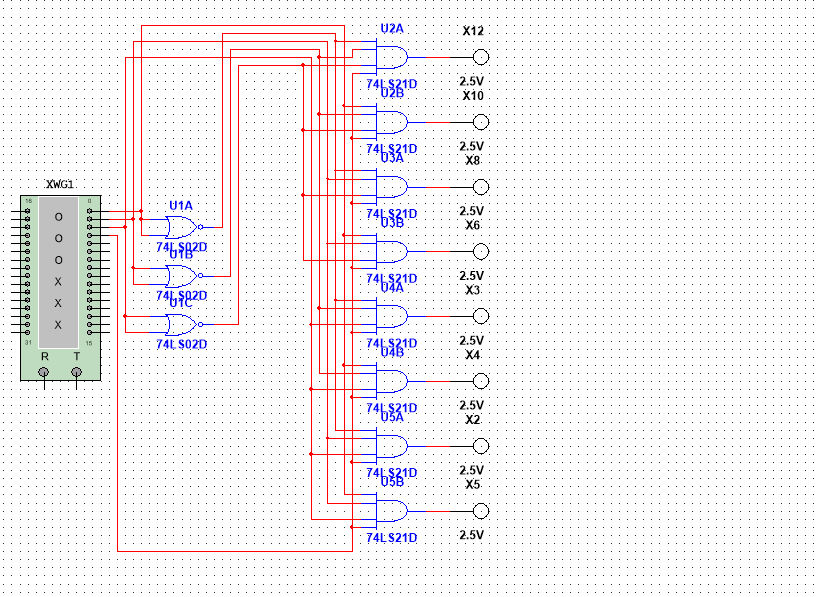 U2A
X12
74LS21D
2.5V
U2B
X10
74LS21D
2.5V
U3A
X8
XWG1
74LS21D
2.5V
16
0
U1A
U3B
X6
O
74LS02D
U1B
O
74LS21D
2.5V
O
U4A
X3
X
74LS02D
U1C
X
X
74LS02D
74LS21D
2.5V
31
15
U4B
X4
R
T
74LS21D
2.5V
U5A
X2
74LS21D
2.5V
U5B
X5
74LS21D
2.5V